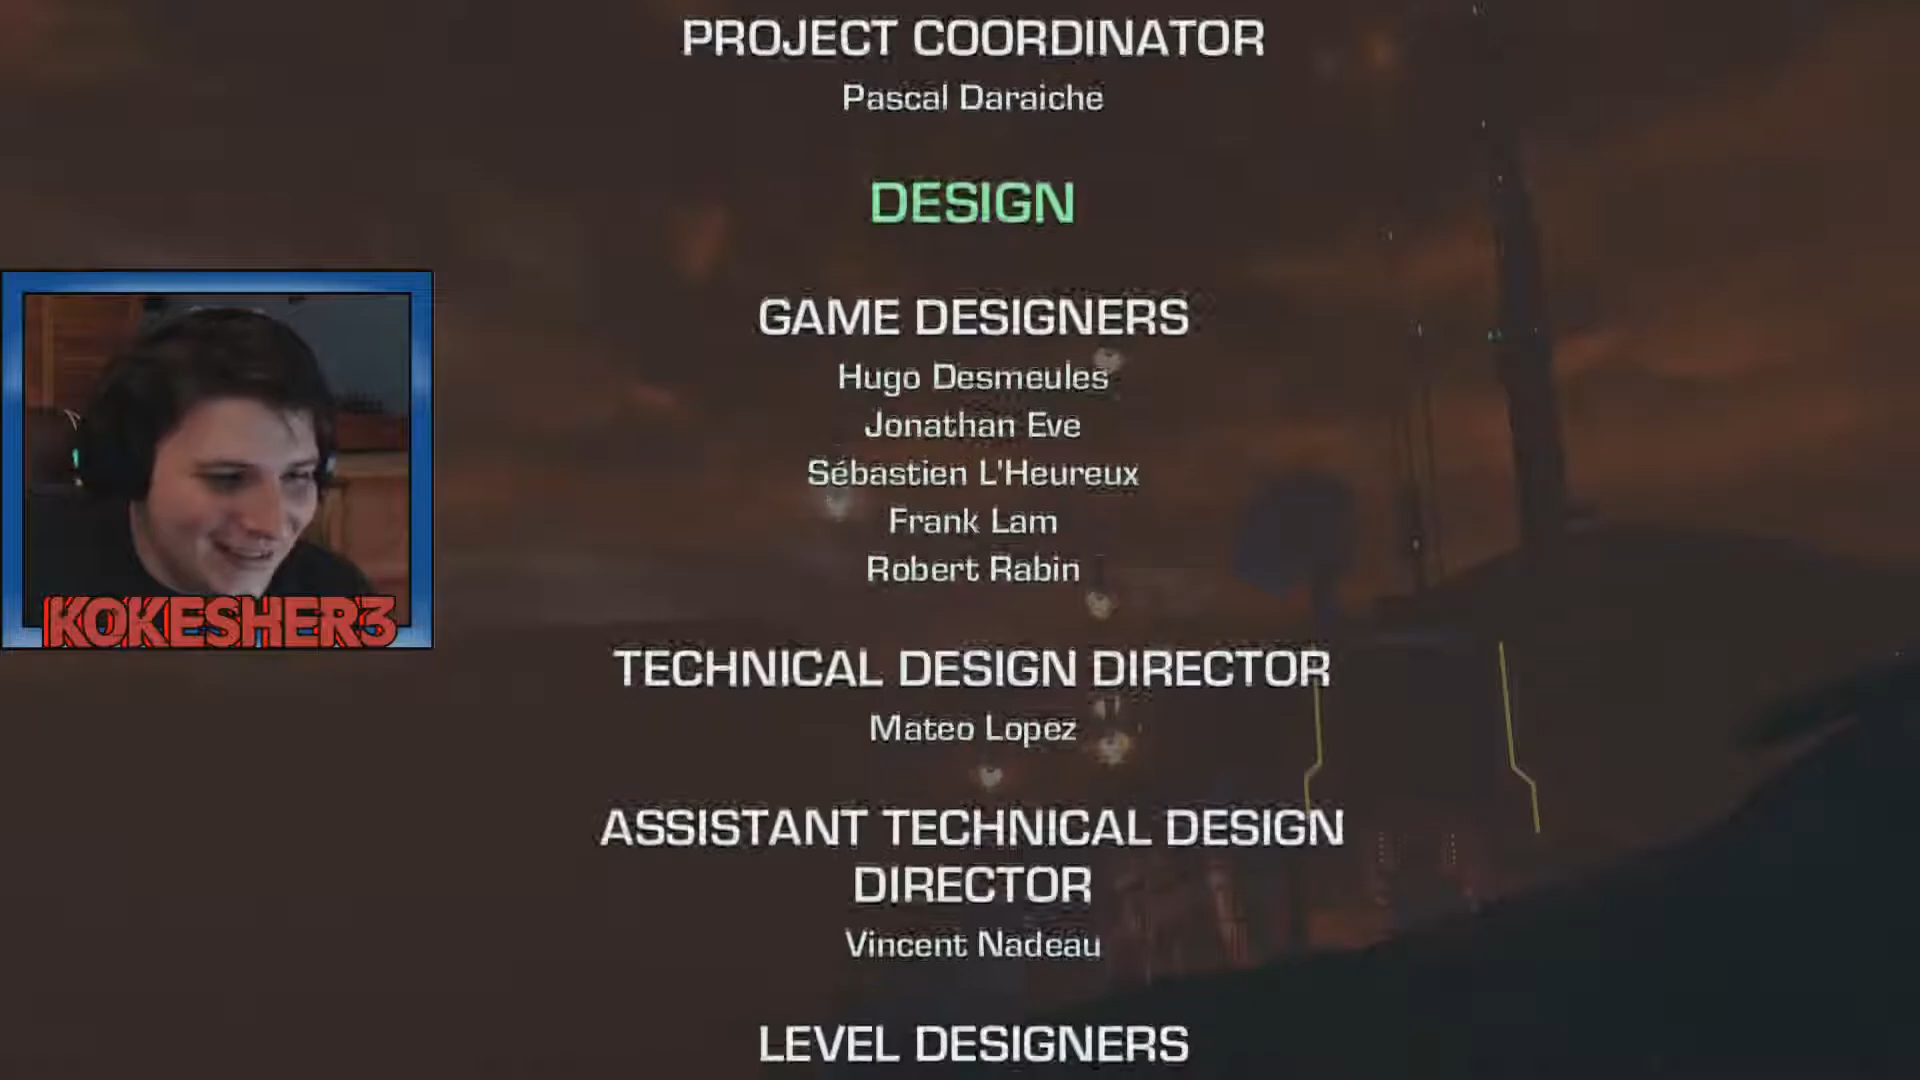 PROJECT COORDINATOR
Pascal Daraiche
DESIGN
GAME DESIGNERS
Hugo Desmeules
Jonathan Eve
Sébastien L'Heureux
Frank Lam
Robert Rabin
KOKESHER3
TECHNICAL DESIGN DIRECTOR
Mateo Lopez
ASSISTANT TECHNICAL DESIGN
DIRECTOR
Vincent Nadeau
LEVEL DESIGNERS